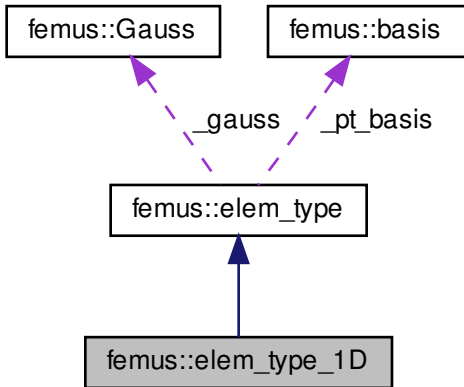 femus::Gauss
femus::basis
_gauss
_pt_basis
femus::elem_type
femus::elem_type_1D